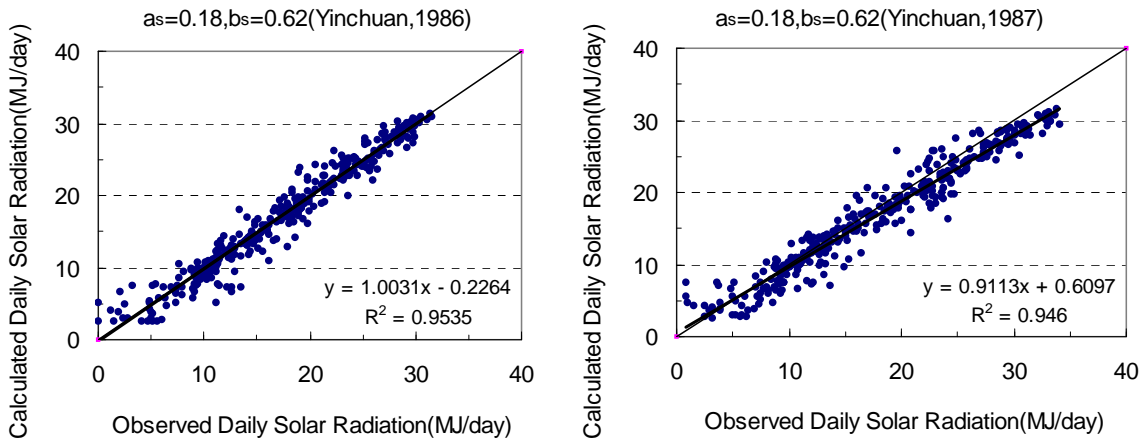 as=0.18,bs=0.62(Yinchuan,1986)
Calculated Daily Solar Radiation(MJ/day)
40
30
20
10
0
y = 1.0031x - 0.2264
R² = 0.9535
0 10 20 30 40
Observed Daily Solar Radiation(MJ/day)
as=0.18,bs=0.62(Yinchuan,1987)
Calculated Daily Solar Radiation(MJ/day)
40
30
20
10
0
y = 0.9113x + 0.6097
R² = 0.946
0 10 20 30 40
Observed Daily Solar Radiation(MJ/day)